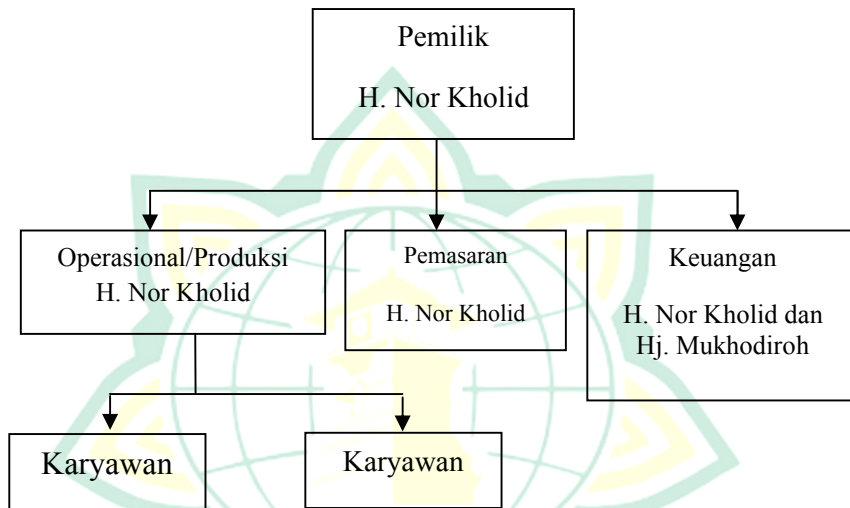 Pemilik
H. Nor Kholid
Operasional/Produksi
H. Nor Kholid
Pemasaran
H. Nor Kholid
Keuangan
H. Nor Kholid dan
Hj. Mukhodiroh
Karyawan
Karyawan